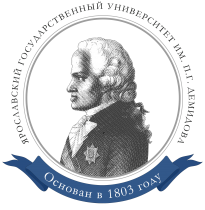 ЯРОСЛАВСКИЙ ГОСУДАРСТВЕННЫЙ УНИВЕРСИТЕТ ИМ. П.Г. ДЕМИДОВА
Основан в 1803 году